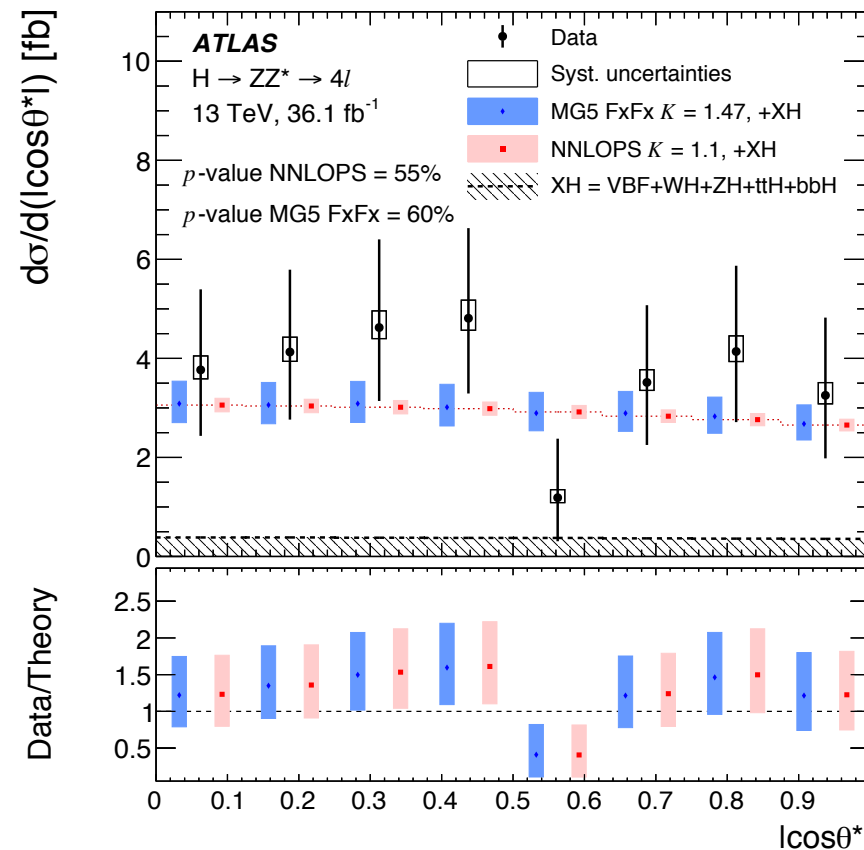 dσ/d(|cosθ*|) [fb]
ATLAS
H → ZZ* → 4l
13 TeV, 36.1 fb⁻¹
p-value NNLOPS = 55%
p-value MG5 FxFx = 60%
Data
Syst. uncertainties
MG5 FxFx K = 1.47, +XH
NNLOPS K = 1.1, +XH
XH = VBF+WH+ZH+ttH+bbH
10
8
6
4
2
0
Data/Theory
2.5
2
1.5
1
0.5
0 0.1 0.2 0.3 0.4 0.5 0.6 0.7 0.8 0.9
|cosθ*